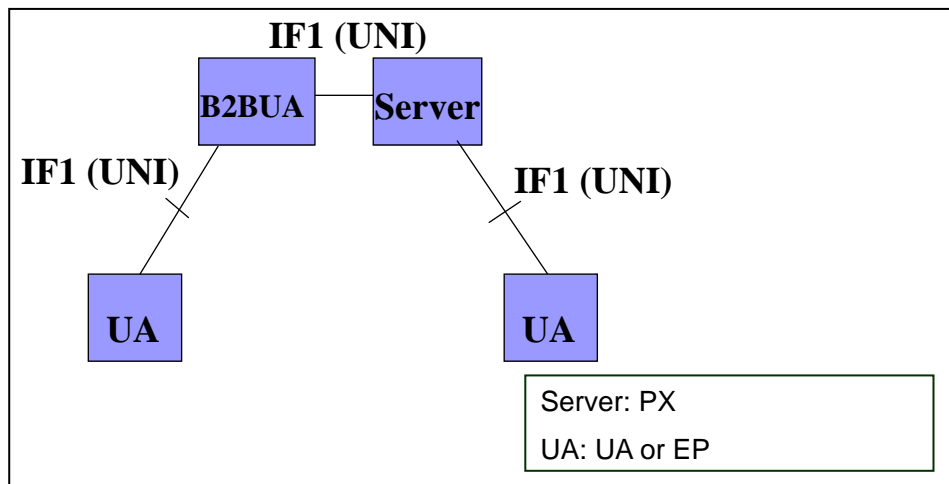 IF1 (UNI)
B2BUA
Server
IF1 (UNI)
IF1 (UNI)
UA
UA
Server: PX
UA: UA or EP